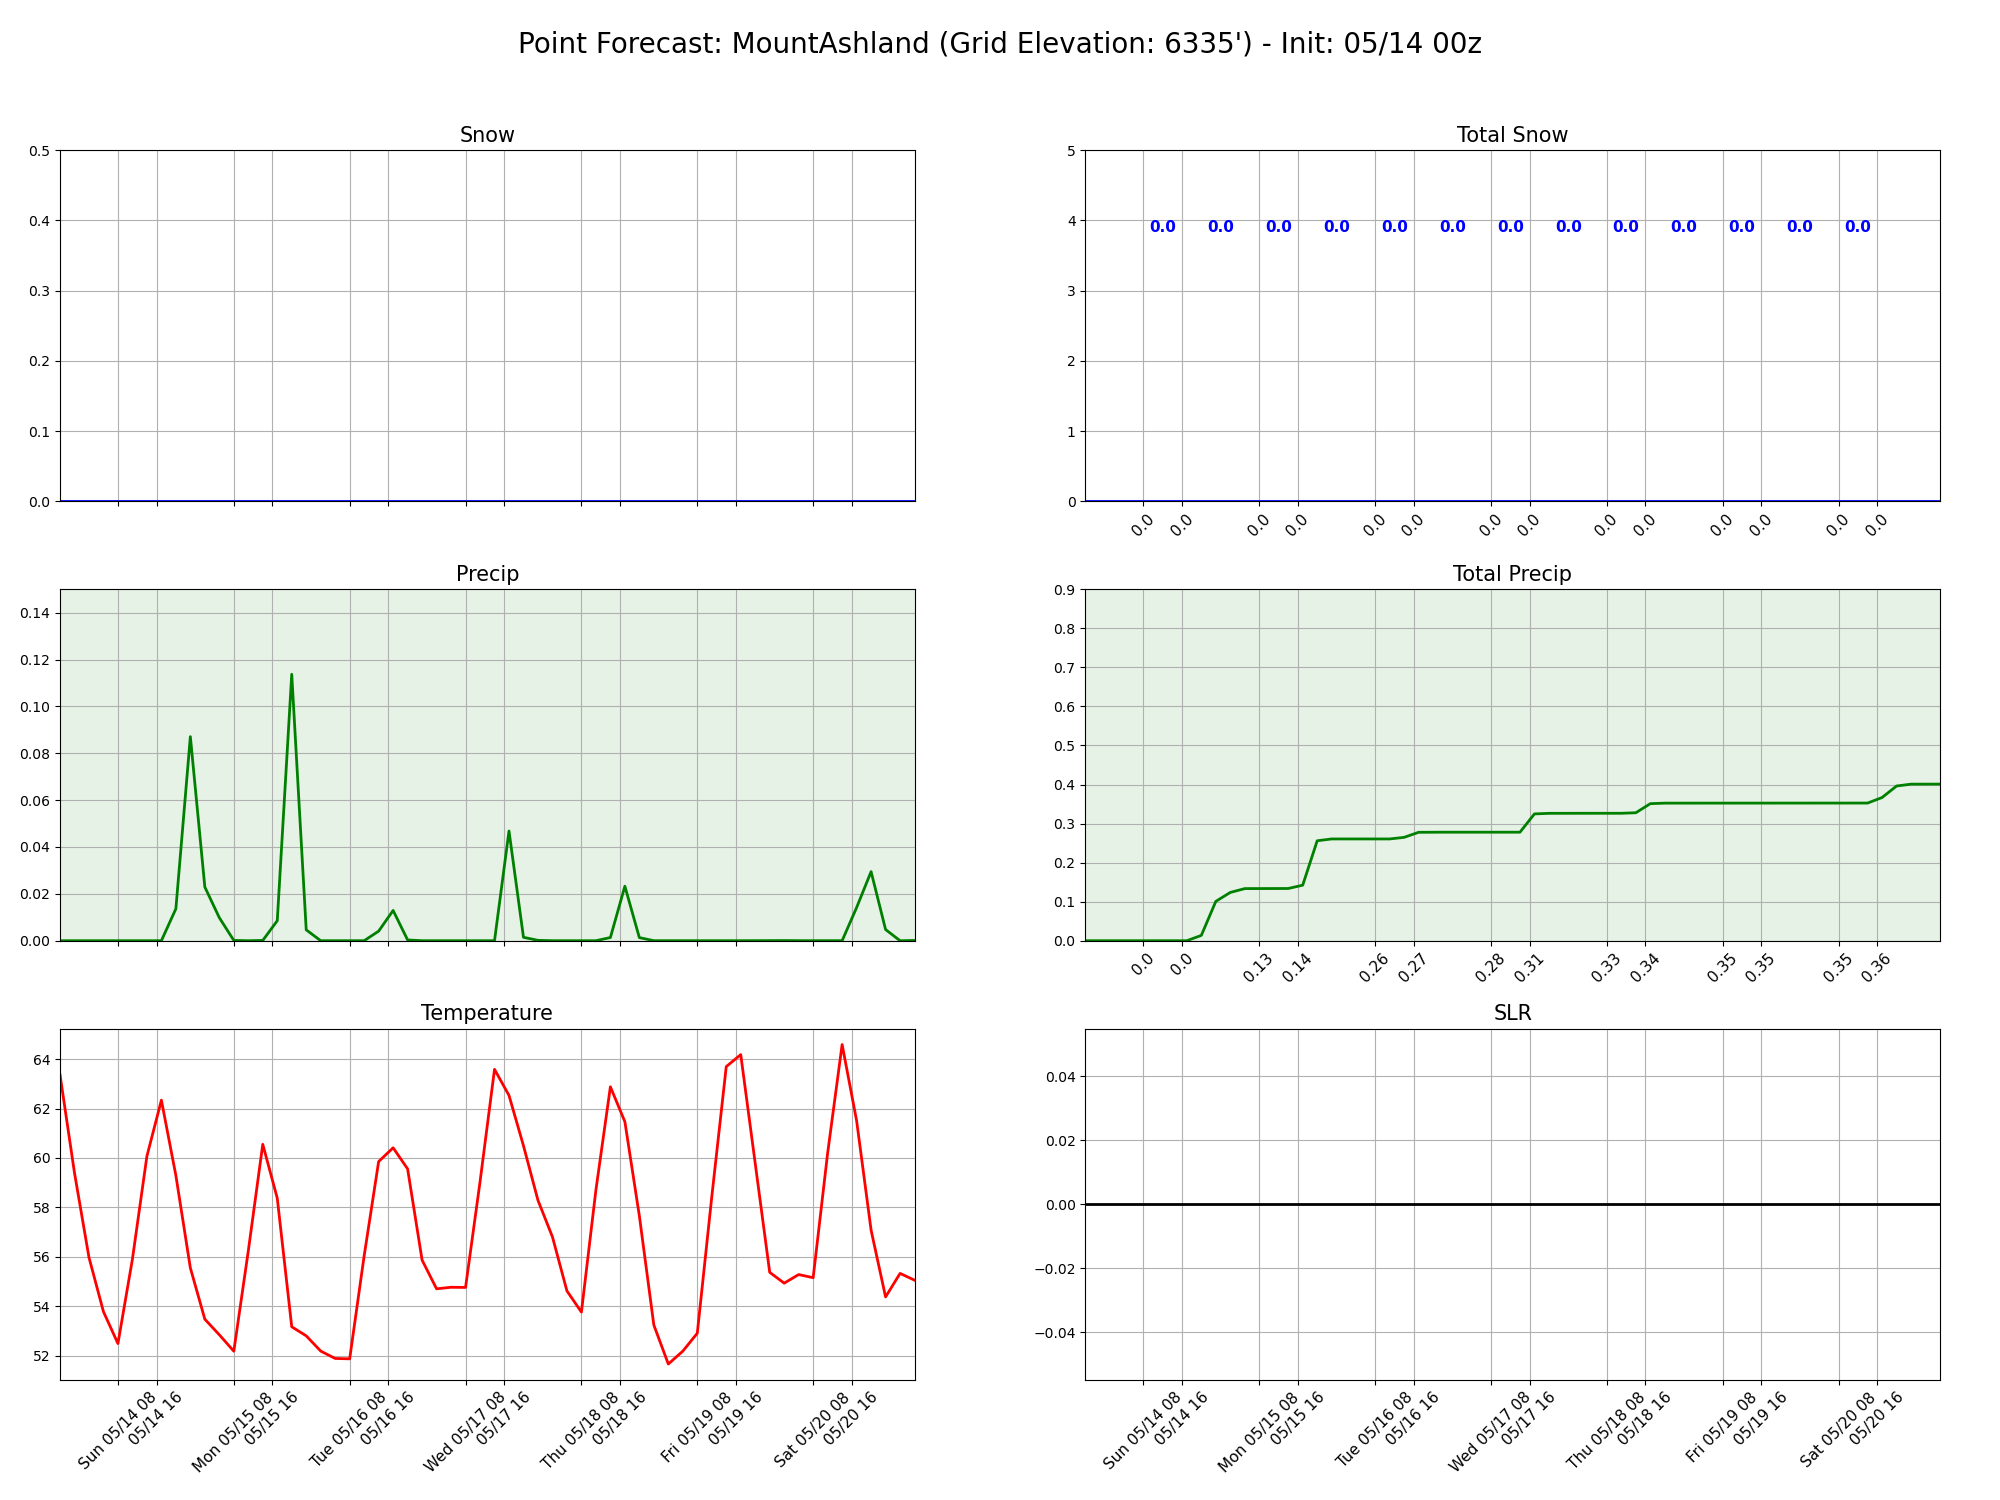 Point Forecast: MountAshland (Grid Elevation: 6335') - Init: 05/14 00z
Snow
0.5
0.4
0.3
0.2
0.1
0.0
Total Snow
5
4
3
2
1
0
0.0 0.0 0.0 0.0 0.0 0.0 0.0 0.0 0.0 0.0 0.0 0.0 0.0
0.0 0.0 0.0 0.0 0.0 0.0 0.0 0.0 0.0 0.0 0.0 0.0 0.0 0.0
Precip
0.14
0.12
0.10
0.08
0.06
0.04
0.02
0.00
Total Precip
0.9
0.8
0.7
0.6
0.5
0.4
0.3
0.2
0.1
0.0
0.0 0.0 0.13 0.14 0.26 0.27 0.28 0.31 0.33 0.34 0.35 0.35 0.35 0.36
Temperature
64
62
60
58
56
54
52
Sun 05/14 08
05/14 16
Mon 05/15 08
05/15 16
Tue 05/16 08
05/16 16
Wed 05/17 08
05/17 16
Thu 05/18 08
05/18 16
Fri 05/19 08
05/19 16
Sat 05/20 08
05/20 16
SLR
0.04
0.02
0.00
−0.02
−0.04
Sun 05/14 08
05/14 16
Mon 05/15 08
05/15 16
Tue 05/16 08
05/16 16
Wed 05/17 08
05/17 16
Thu 05/18 08
05/18 16
Fri 05/19 08
05/19 16
Sat 05/20 08
05/20 16